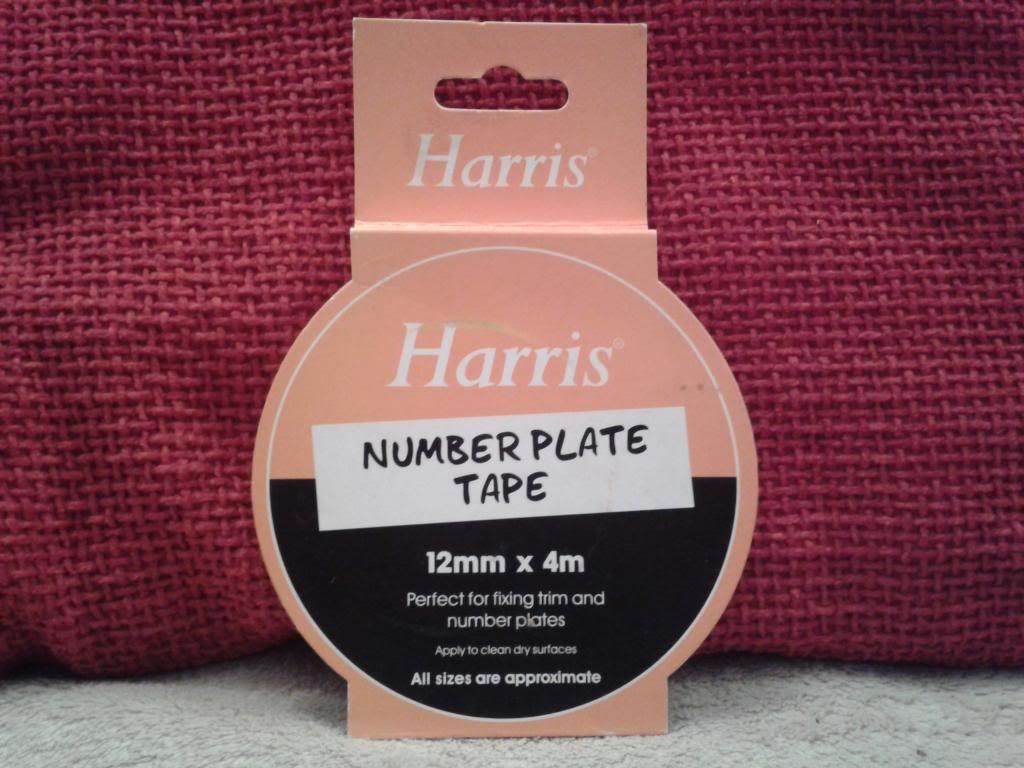 Harris®
Harris®
NUMBER PLATE
TAPE
12mm x 4m
Perfect for fixing trim and
number plates
Apply to clean dry surfaces
All sizes are approximate